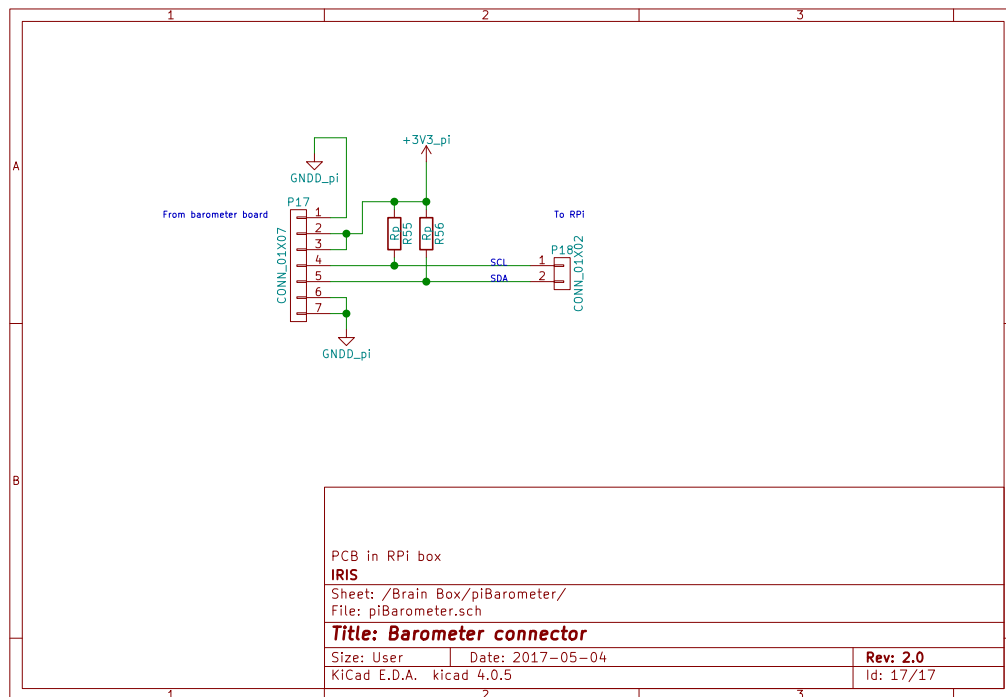 1 2 3
A
+3V3_pi
GNDD_pi
P17
From barometer board
To RPi
1
2
3
4
5
6
7
CONN_01X07
Rp
R55
Rp
R56
SCL
SDA
P18
1
2
CONN_01X02
GNDD_pi
B
PCB in RPi box
IRIS
Sheet: /Brain Box/piBarometer/
File: piBarometer.sch
Title: Barometer connector
Size: User Date: 2017-05-04 Rev: 2.0
KiCad E.D.A. kicad 4.0.5 Id: 17/17
1 2 3